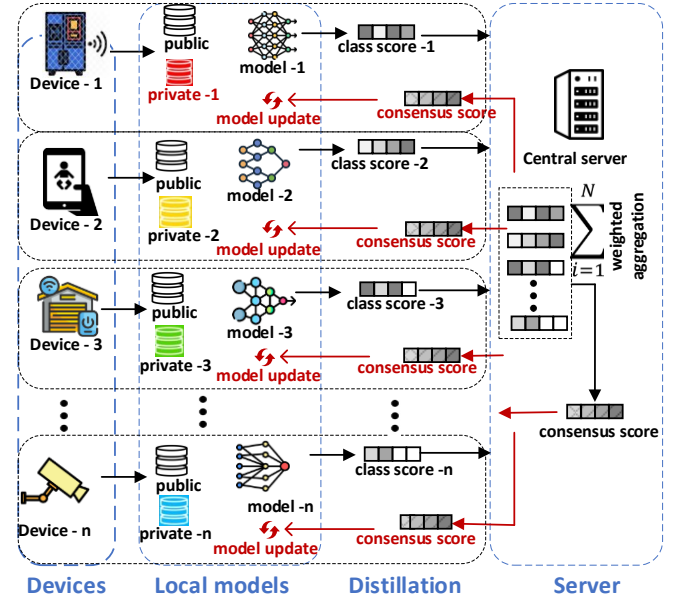 Device - 1
public
private -1
model -1
class score -1
model update
consensus score
Device - 2
public
private -2
model -2
class score -2
model update
consensus score
Device - 3
public
private -3
model -3
class score -3
model update
consensus score
Device - n
public
private -n
model -n
class score -n
model update
consensus score
Central server
N
∑
i=1
weighted
aggregation
consensus score
Devices
Local models
Distillation
Server